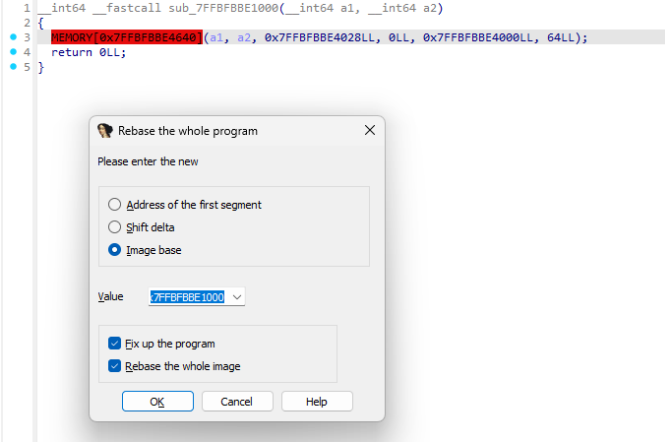 1 __int64 __fastcall sub_7FFBFBBE1000(__int64 a1, __int64 a2)
2 {
3 MEMORY[0x7FFBFBBE4640](a1, a2, 0x7FFBFBBE4028LL, 0LL, 0x7FFBFBBE4000LL, 64LL);
4 return 0LL;
5 }
Rebase the whole program
Please enter the new
Address of the first segment
Shift delta
Image base
Value :7FFBFBBE1000
Fix up the program
Rebase the whole image
OK Cancel Help